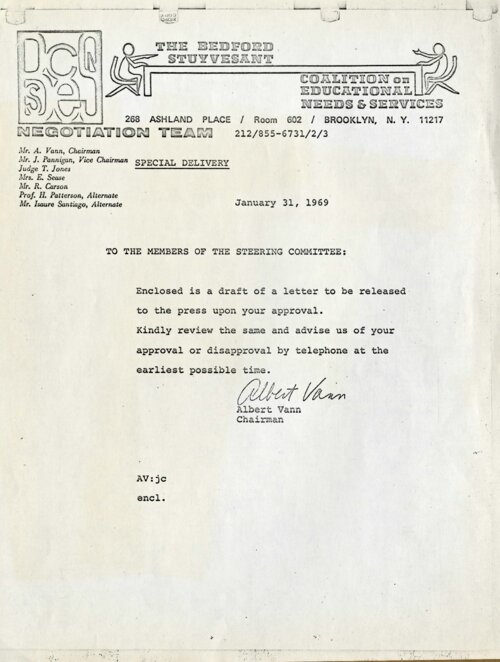 THE BEDFORD
STUYVESANT
COALITION on
EDUCATIONAL
NEEDS & SERVICES
268 ASHLAND PLACE / Room 602 / BROOKLYN, N. Y. 11217
NEGOTIATION TEAM 212/855-6731/2/3
Mr. A. Vann, Chairman
Mr. J. Pannigan, Vice Chairman
Judge T. Jones
Mrs. E. Sease
Mr. R. Carson
Prof. H. Patterson, Alternate
Mr. Isaure Santiago, Alternate
SPECIAL DELIVERY
January 31, 1969
TO THE MEMBERS OF THE STEERING COMMITTEE:
Enclosed is a draft of a letter to be released
to the press upon your approval.
Kindly review the same and advise us of your
approval or disapproval by telephone at the
earliest possible time.
Albert Vann
Albert Vann
Chairman
AV:jc
encl.